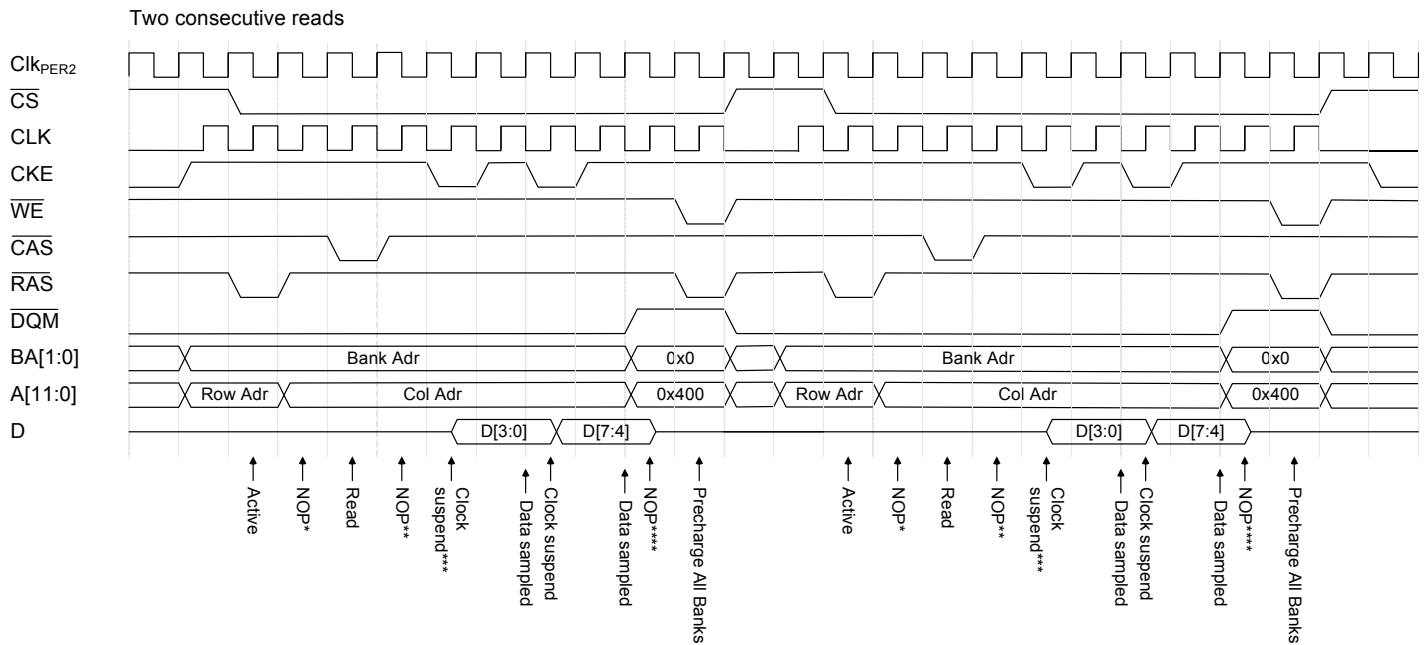 Two consecutive reads
ClkPER2
CS
CLK
CKE
WE
CAS
RAS
DQM
BA[1:0] Bank Adr 0x0 Bank Adr 0x0
A[11:0] Row Adr Col Adr 0x400 Row Adr Col Adr 0x400
D D[3:0] D[7:4] D[3:0] D[7:4]
Active
NOP*
Read
NOP**
Clock
suspend***
Data sampled
Clock suspend
Data sampled
NOP****
Precharge All Banks
Active
NOP*
Read
NOP**
Clock
suspend***
Data sampled
Clock suspend
Data sampled
NOP****
Precharge All Banks